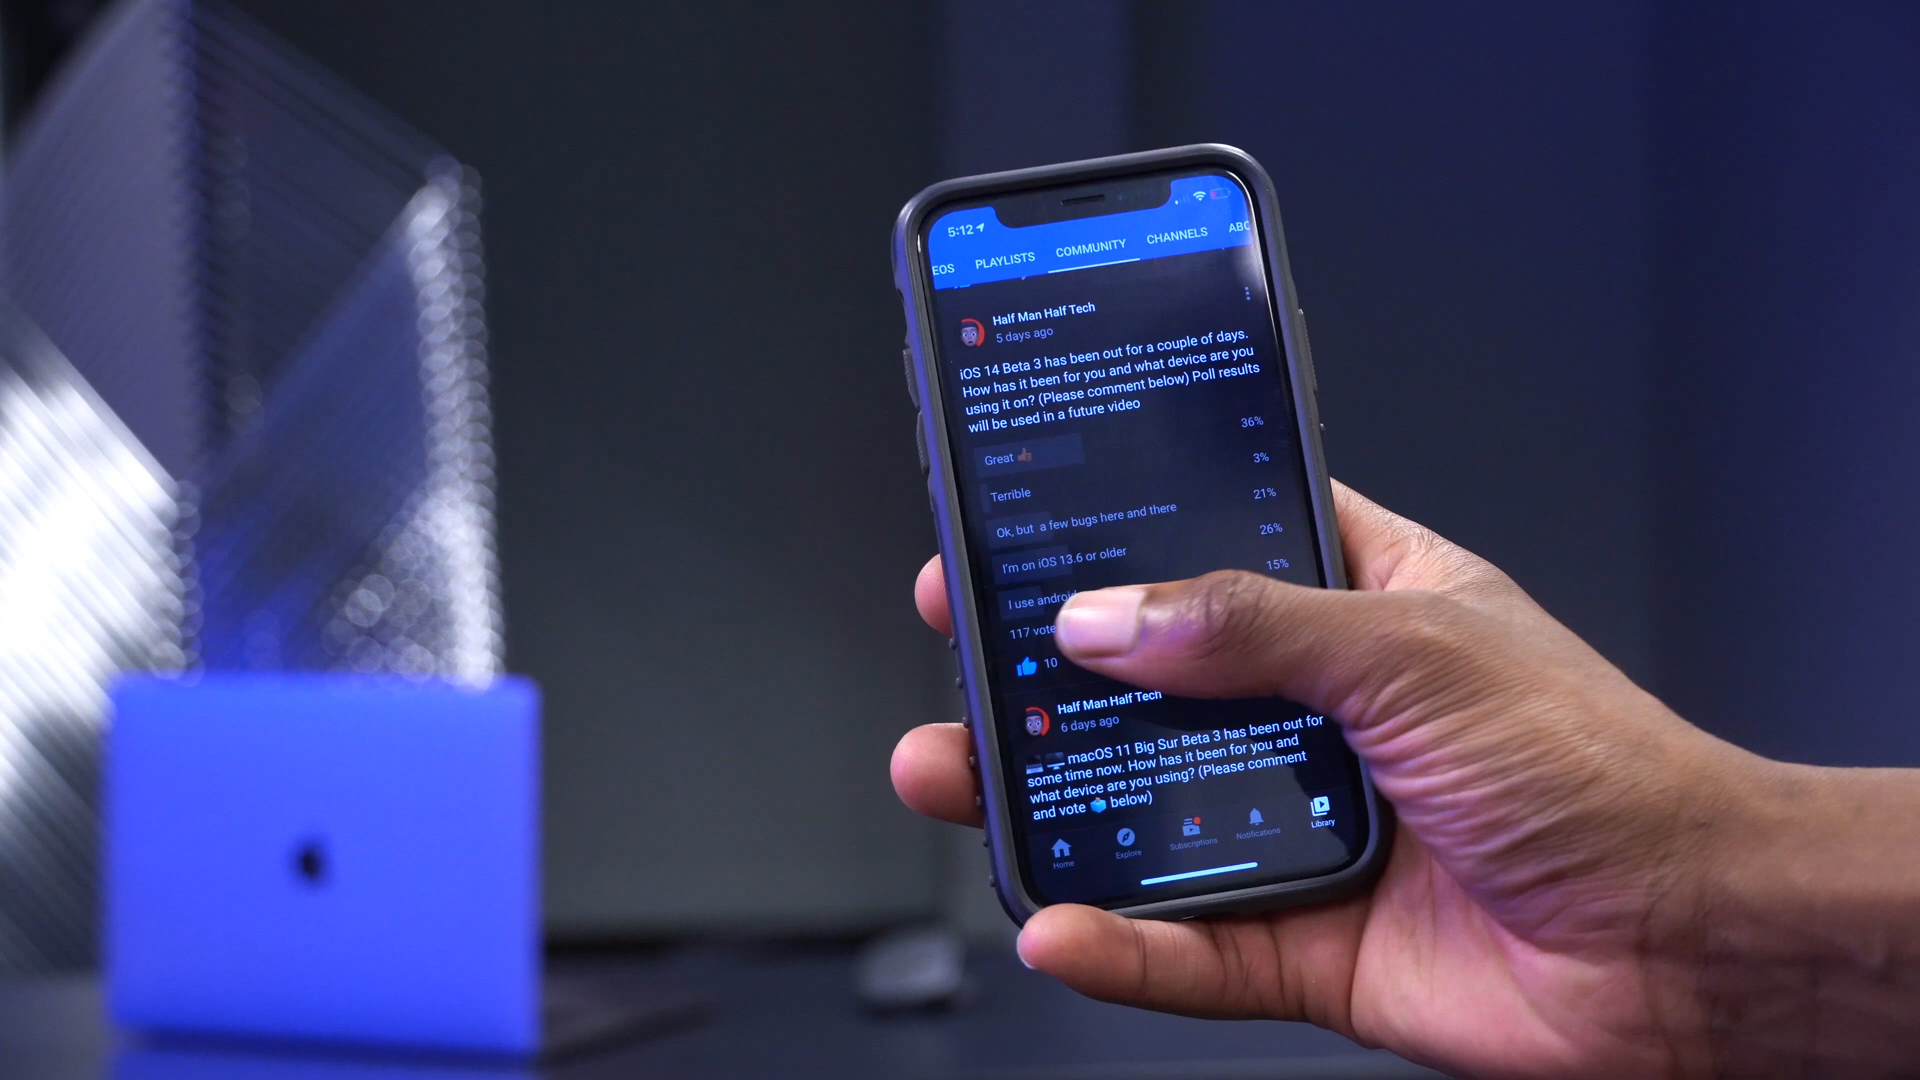 5:12
EOS PLAYLISTS COMMUNITY CHANNELS ABO
Half Man Half Tech
5 days ago
iOS 14 Beta 3 has been out for a couple of days.
How has it been for you and what device are you
using it on? (Please comment below) Poll results
will be used in a future video
36%
Great 👍🏾
3%
Terrible
21%
Ok, but a few bugs here and there
26%
I'm on iOS 13.6 or older
15%
I use android
117 vote
10
Half Man Half Tech
6 days ago
💻 🖥 macOS 11 Big Sur Beta 3 has been out for
some time now. How has it been for you and
what device are you using? (Please comment
and vote 🗳 below)
Home Explore Subscriptions Notifications Library